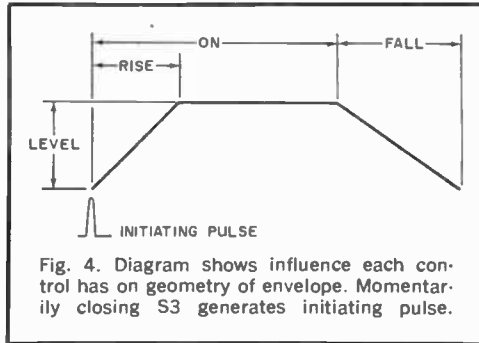 ON
FALL
RISE
LEVEL
INITIATING PULSE
Fig. 4. Diagram shows influence each con-
trol has on geometry of envelope. Momentar-
ily closing S3 generates initiating pulse.